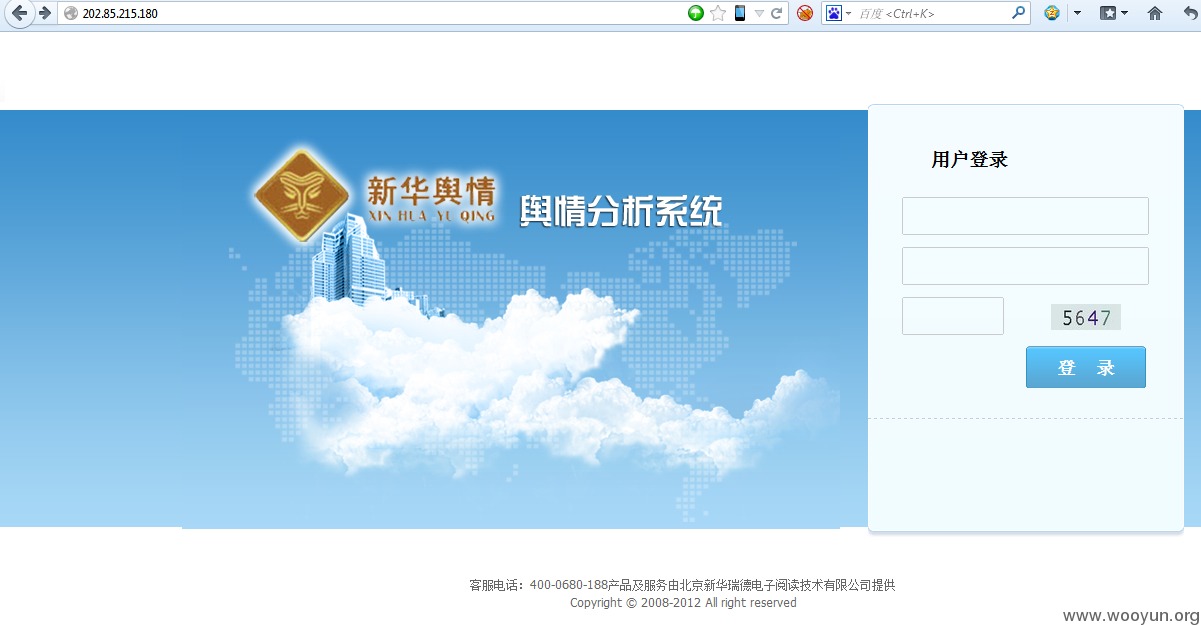 202.85.215.180
百度 <Ctrl+K>
用户登录
新华舆情
XIN HUA YU QING
舆情分析系统
5647
登 录
客服电话：400-0680-188产品及服务由北京新华瑞德电子阅读技术有限公司提供
Copyright © 2008-2012 All right reserved
www.wooyun.org